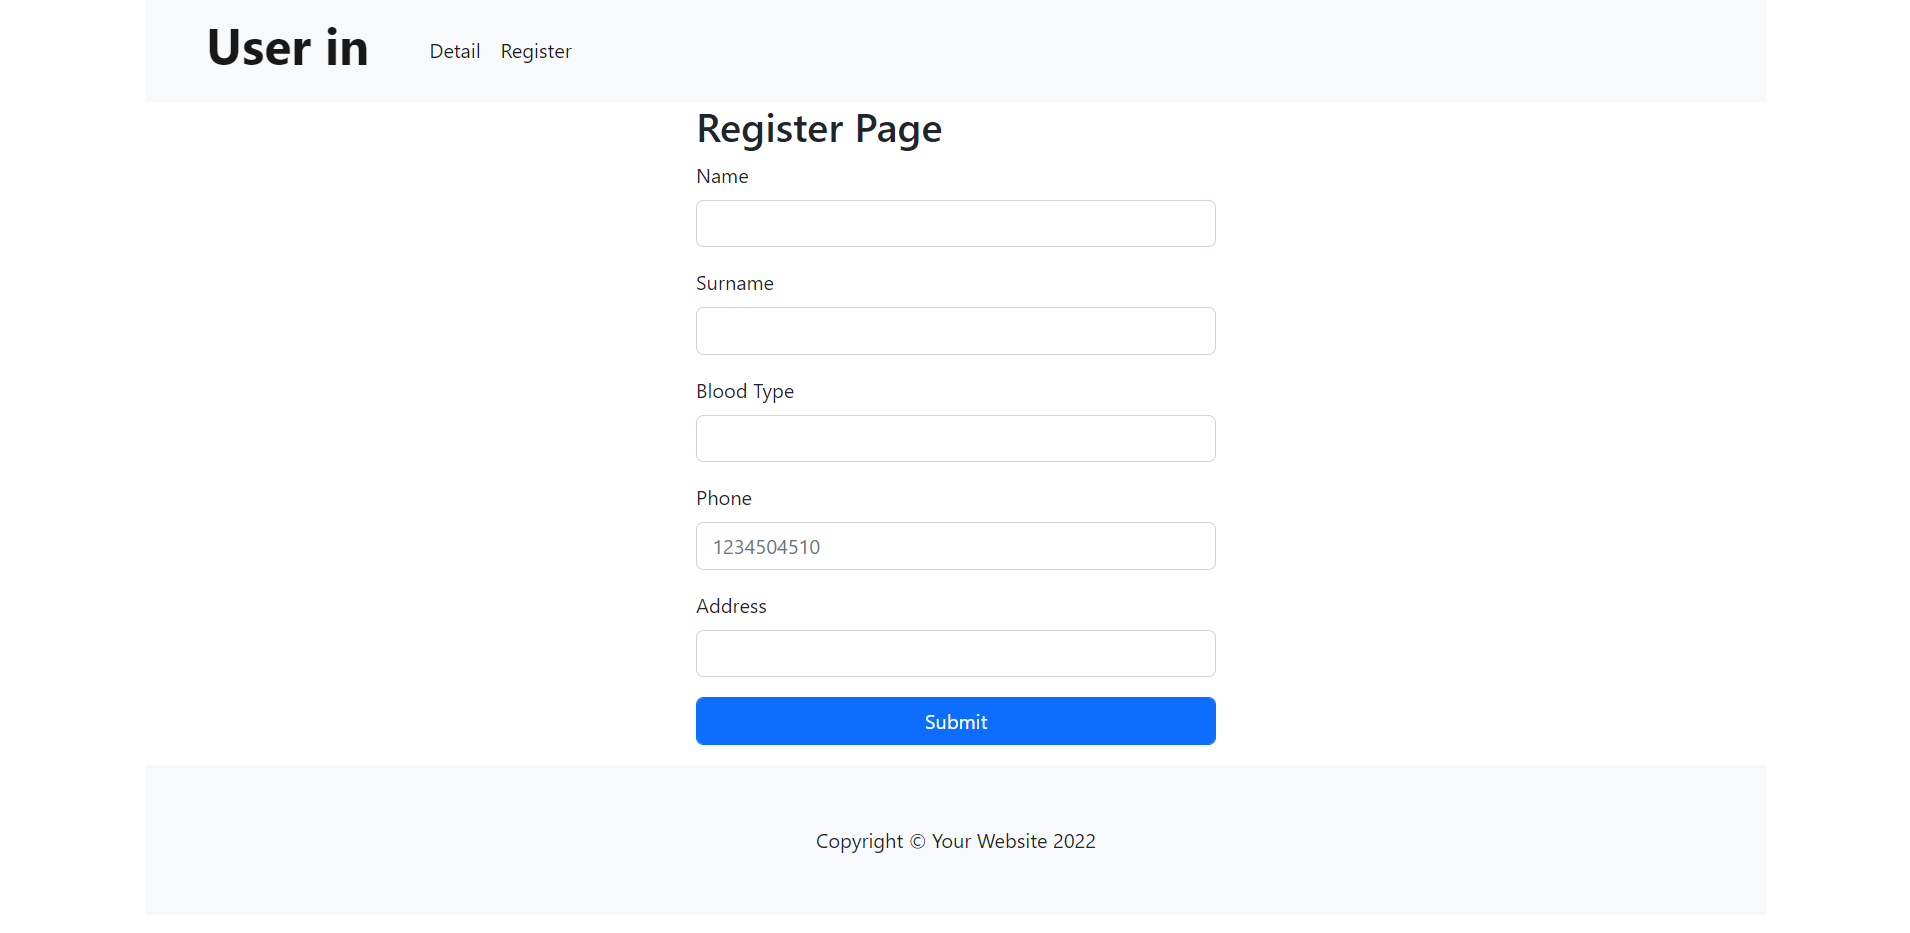 User in
Detail Register
Register Page
Name
Surname
Blood Type
Phone
1234504510
Address
Submit
Copyright © Your Website 2022